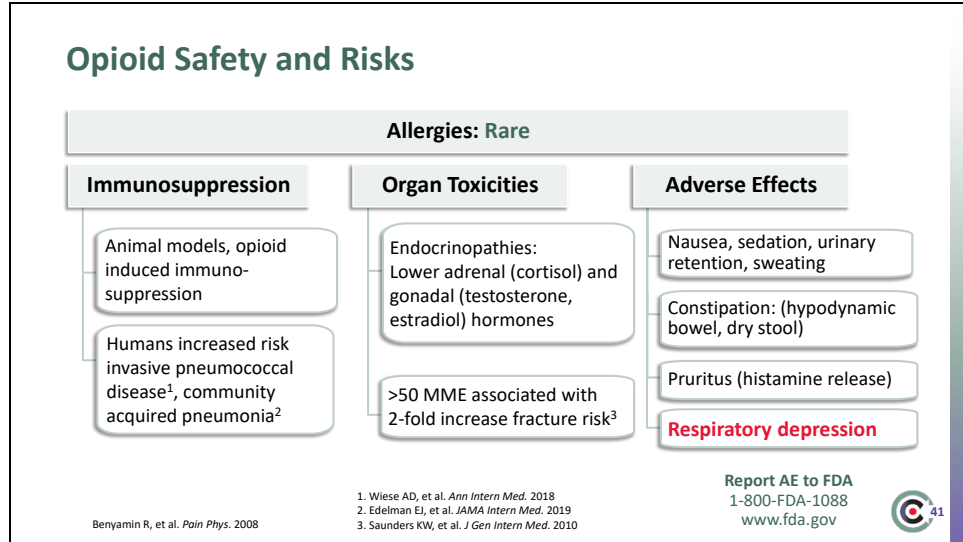 Opioid Safety and Risks
Allergies: Rare
Immunosuppression
Animal models, opioid
induced immuno-
suppression
Humans increased risk
invasive pneumococcal
disease1, community
acquired pneumonia2
Organ Toxicities
Endocrinopathies:
Lower adrenal (cortisol) and
gonadal (testosterone,
estradiol) hormones
>50 MME associated with
2-fold increase fracture risk3
Adverse Effects
Nausea, sedation, urinary
retention, sweating
Constipation: (hypodynamic
bowel, dry stool)
Pruritus (histamine release)
Respiratory depression
Benyamin R, et al. Pain Phys. 2008
1. Wiese AD, et al. Ann Intern Med. 2018
2. Edelman EJ, et al. JAMA Intern Med. 2019
3. Saunders KW, et al. J Gen Intern Med. 2010
Report AE to FDA
1-800-FDA-1088
www.fda.gov
41